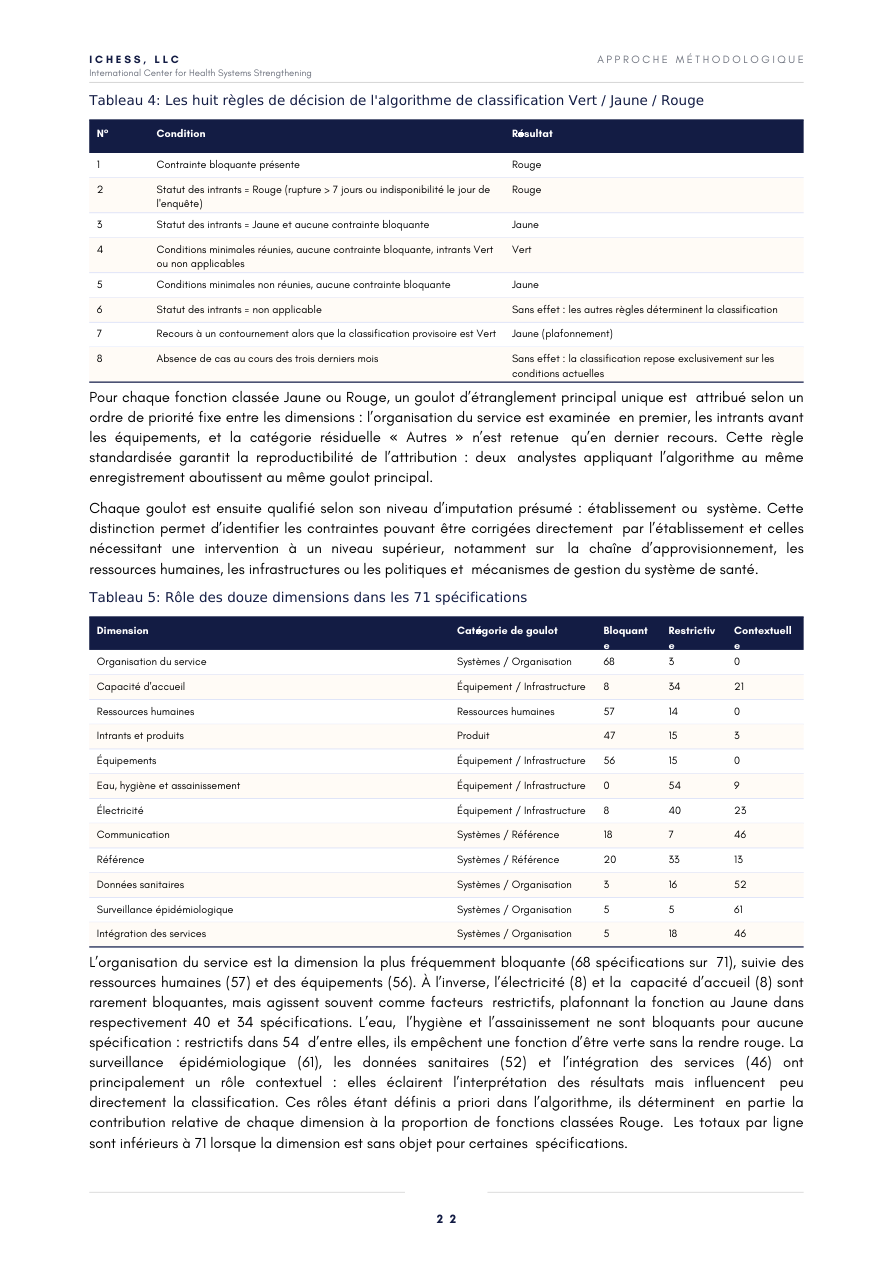 ICHESS, LLC
International Center for Health Systems Strengthening
APPROCHE MÉTHODOLOGIQUE
Tableau 4: Les huit règles de décision de l'algorithme de classification Vert / Jaune / Rouge
N° Condition Résultat
1 Contrainte bloquante présente Rouge
2 Statut des intrants = Rouge (rupture > 7 jours ou indisponibilité le jour de Rouge
l'enquête)
3 Statut des intrants = Jaune et aucune contrainte bloquante Jaune
4 Conditions minimales réunies, aucune contrainte bloquante, intrants Vert Vert
ou non applicables
5 Conditions minimales non réunies, aucune contrainte bloquante Jaune
6 Statut des intrants = non applicable Sans effet : les autres règles déterminent la classification
7 Recours à un contournement alors que la classification provisoire est Vert Jaune (plafonnement)
8 Absence de cas au cours des trois derniers mois Sans effet : la classification repose exclusivement sur les
conditions actuelles
Pour chaque fonction classée Jaune ou Rouge, un goulot d’étranglement principal unique est attribué selon un
ordre de priorité fixe entre les dimensions : l’organisation du service est examinée en premier, les intrants avant
les équipements, et la catégorie résiduelle « Autres » n’est retenue qu’en dernier recours. Cette règle
standardisée garantit la reproductibilité de l’attribution : deux analystes appliquant l’algorithme au même
enregistrement aboutissent au même goulot principal.
Chaque goulot est ensuite qualifié selon son niveau d’imputation présumé : établissement ou système. Cette
distinction permet d’identifier les contraintes pouvant être corrigées directement par l’établissement et celles
nécessitant une intervention à un niveau supérieur, notamment sur la chaîne d’approvisionnement, les
ressources humaines, les infrastructures ou les politiques et mécanismes de gestion du système de santé.
Tableau 5: Rôle des douze dimensions dans les 71 spécifications
Dimension Catégorie de goulot Bloquant Restrictiv Contextuell
e e e
Organisation du service Systèmes / Organisation 68 3 0
Capacité d'accueil Équipement / Infrastructure 8 34 21
Ressources humaines Ressources humaines 57 14 0
Intrants et produits Produit 47 15 3
Équipements Équipement / Infrastructure 56 15 0
Eau, hygiène et assainissement Équipement / Infrastructure 0 54 9
Électricité Équipement / Infrastructure 8 40 23
Communication Systèmes / Référence 18 7 46
Référence Systèmes / Référence 20 33 13
Données sanitaires Systèmes / Organisation 3 16 52
Surveillance épidémiologique Systèmes / Organisation 5 5 61
Intégration des services Systèmes / Organisation 5 18 46
L’organisation du service est la dimension la plus fréquemment bloquante (68 spécifications sur 71), suivie des
ressources humaines (57) et des équipements (56). À l’inverse, l’électricité (8) et la capacité d’accueil (8) sont
rarement bloquantes, mais agissent souvent comme facteurs restrictifs, plafonnant la fonction au Jaune dans
respectivement 40 et 34 spécifications. L’eau, l’hygiène et l’assainissement ne sont bloquants pour aucune
spécification : restrictifs dans 54 d’entre elles, ils empêchent une fonction d’être verte sans la rendre rouge. La
surveillance épidémiologique (61), les données sanitaires (52) et l’intégration des services (46) ont
principalement un rôle contextuel : elles éclairent l’interprétation des résultats mais influencent peu
directement la classification. Ces rôles étant définis a priori dans l’algorithme, ils déterminent en partie la
contribution relative de chaque dimension à la proportion de fonctions classées Rouge. Les totaux par ligne
sont inférieurs à 71 lorsque la dimension est sans objet pour certaines spécifications.
22